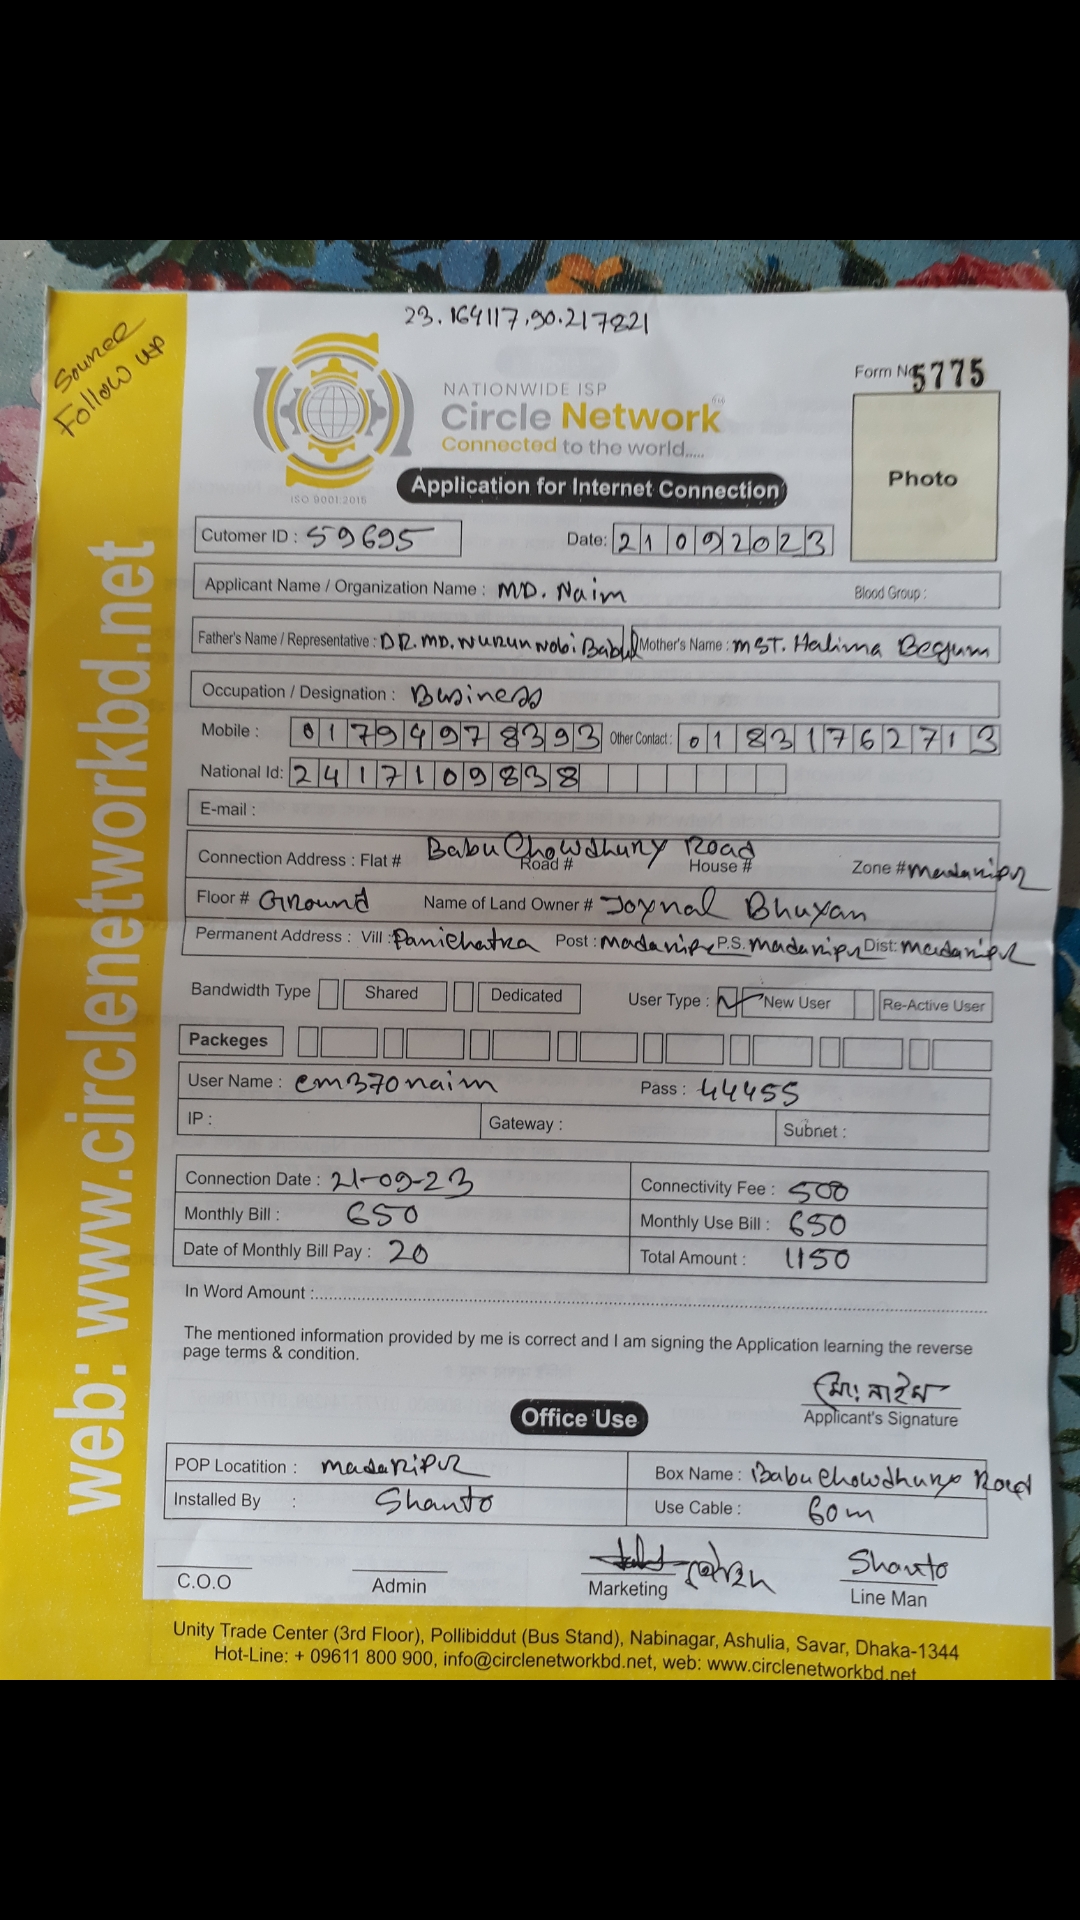 23.164117,90.217821
Source
Follow up
web: www.circlenetworkbd.net
NATIONWIDE ISP
Circle Network
Connected to the world.....
ISO 9001:2015
Form No 5775
Photo
Application for Internet Connection
Cutomer ID : 59695 Date: 21092023
Applicant Name / Organization Name : MD. Naim Blood Group :
Father's Name / Representative : DR. MD. Nurun Nobi Babul Mother's Name : MST. Halima Begum
Occupation / Designation : Business
Mobile : 01794978393 Other Contact : 01831762713
National Id: 2417109838
E-mail :
Connection Address : Flat # Babu Chowdhury Road Road # House # Zone # madaripur
Floor # Ground Name of Land Owner # Joynal Bhuyan
Permanent Address : Vill : Panichatra Post : madaripur P.S. madaripur Dist: madaripur
Bandwidth Type Shared Dedicated User Type : New User Re-Active User
Packeges
User Name : cm370naim Pass : 44455
IP : Gateway : Subnet :
Connection Date : 21-09-23 Connectivity Fee : 500
Monthly Bill : 650 Monthly Use Bill : 650
Date of Monthly Bill Pay : 20 Total Amount : 1150
In Word Amount :
The mentioned information provided by me is correct and I am signing the Application learning the reverse
page terms & condition.
মোঃ নাইম
Applicant's Signature
Office Use
POP Locatition : madaripur Box Name : Babu Chowdhury Road
Installed By : Shanto Use Cable : 60m
Shanto
C.O.O Admin Marketing Line Man
Unity Trade Center (3rd Floor), Pollibiddut (Bus Stand), Nabinagar, Ashulia, Savar, Dhaka-1344
Hot-Line: + 09611 800 900, info@circlenetworkbd.net, web: www.circlenetworkbd.net